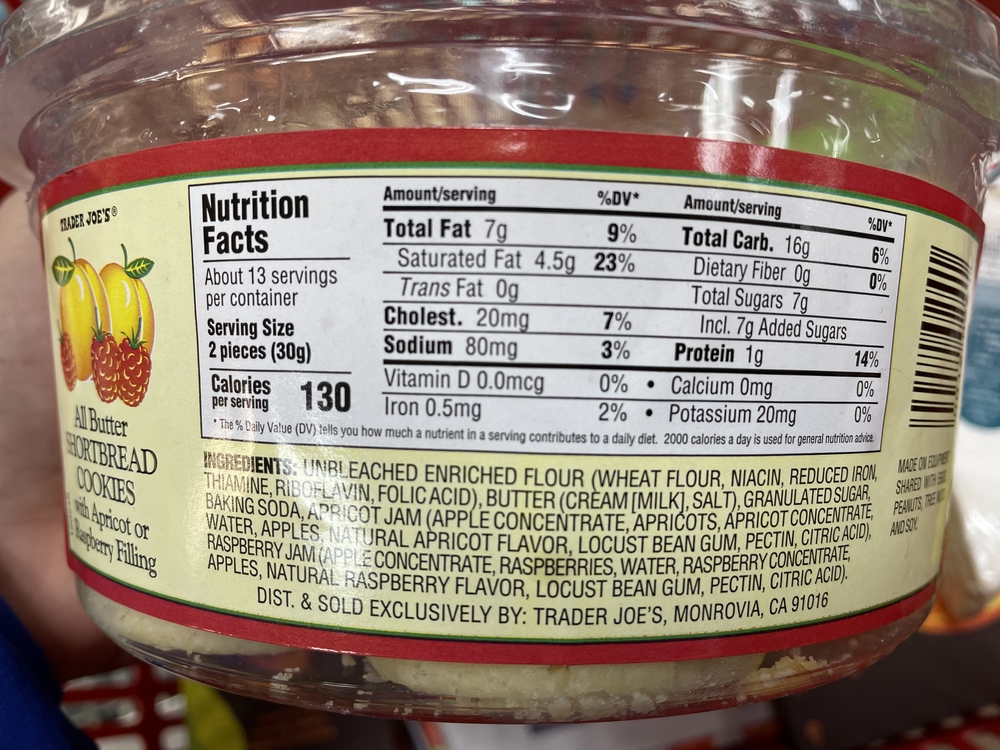 TRADER JOE'S®
All Butter
SHORTBREAD
COOKIES
with Apricot or
Raspberry Filling
Nutrition
Facts
About 13 servings
per container
Serving Size
2 pieces (30g)
Calories
per serving 130
Amount/serving %DV*
Total Fat 7g 9%
Saturated Fat 4.5g 23%
Trans Fat 0g
Cholest. 20mg 7%
Sodium 80mg 3%
Amount/serving %DV*
Total Carb. 16g 6%
Dietary Fiber 0g 0%
Total Sugars 7g
Incl. 7g Added Sugars 14%
Protein 1g
Vitamin D 0.0mcg 0% • Calcium 0mg 0%
Iron 0.5mg 2% • Potassium 20mg 0%
* The % Daily Value (DV) tells you how much a nutrient in a serving contributes to a daily diet. 2000 calories a day is used for general nutrition advice.
INGREDIENTS: UNBLEACHED ENRICHED FLOUR (WHEAT FLOUR, NIACIN, REDUCED IRON,
THIAMINE, RIBOFLAVIN, FOLIC ACID), BUTTER (CREAM [MILK], SALT), GRANULATED SUGAR,
BAKING SODA, APRICOT JAM (APPLE CONCENTRATE, APRICOTS, APRICOT CONCENTRATE,
WATER, APPLES, NATURAL APRICOT FLAVOR, LOCUST BEAN GUM, PECTIN, CITRIC ACID),
RASPBERRY JAM (APPLE CONCENTRATE, RASPBERRIES, WATER, RASPBERRY CONCENTRATE,
APPLES, NATURAL RASPBERRY FLAVOR, LOCUST BEAN GUM, PECTIN, CITRIC ACID).
DIST. & SOLD EXCLUSIVELY BY: TRADER JOE'S, MONROVIA, CA 91016
MADE ON EQUIPMENT
SHARED WITH EGGS,
PEANUTS, TREE NUTS
AND SOY.